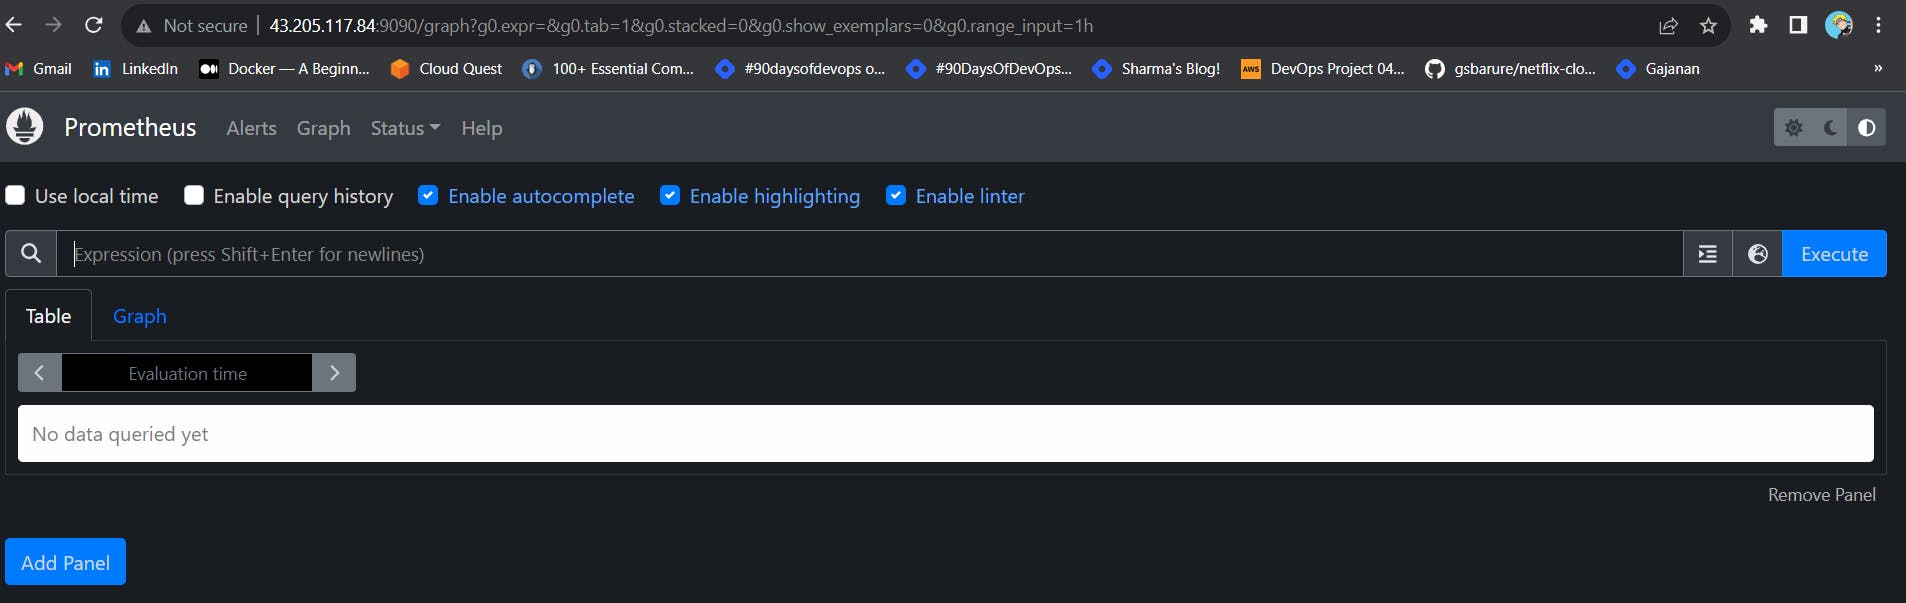 Not secure | 43.205.117.84:9090/graph?g0.expr=&g0.tab=1&g0.stacked=0&g0.show_exemplars=0&g0.range_input=1h
Gmail LinkedIn Docker — A Beginn... Cloud Quest 100+ Essential Com... #90daysofdevops o... #90DaysOfDevOps... Sharma's Blog! aws DevOps Project 04... gsbarure/netflix-clo... Gajanan »
Prometheus Alerts Graph Status Help
Use local time Enable query history Enable autocomplete Enable highlighting Enable linter
Expression (press Shift+Enter for newlines) Execute
Table Graph
Evaluation time
No data queried yet
Remove Panel
Add Panel